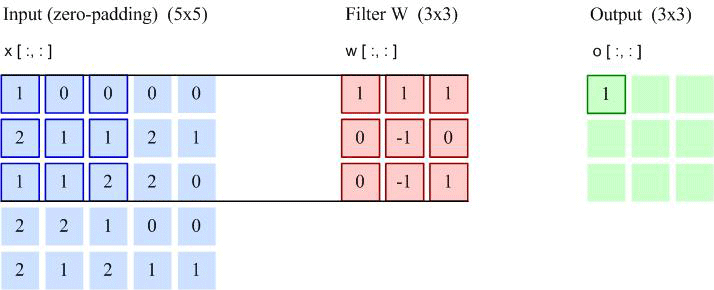 Input (zero-padding) (5x5) Filter W (3x3) Output (3x3)
x [ :, : ] w [ :, : ] o [ :, : ]
1 0 0 0 0 1 1 1 1
2 1 1 2 1 0 -1 0
1 1 2 2 0 0 -1 1
2 2 1 0 0
2 1 2 1 1